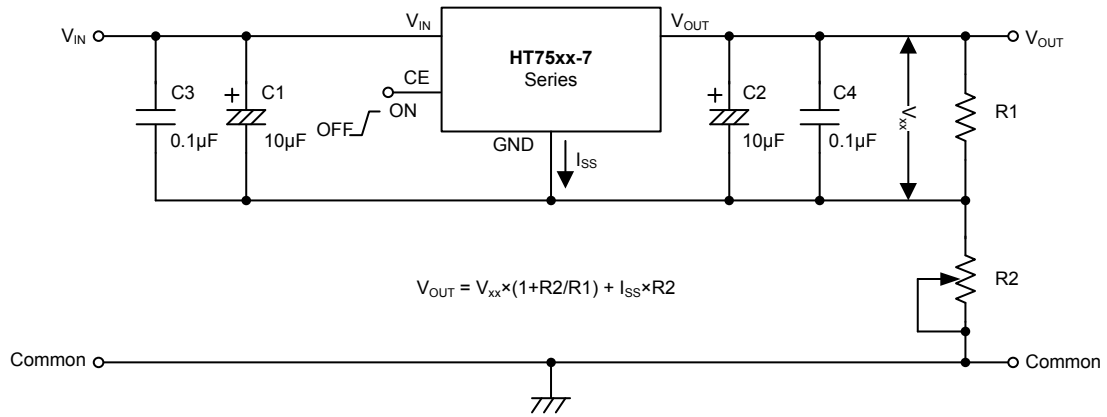 V_IN
V_IN
HT75xx-7
Series
V_OUT
V_OUT
CE
ON
OFF
C3
0.1µF
C1
10µF
GND
I_SS
C2
10µF
C4
0.1µF
V_xx
R1
R2
V_OUT = V_xx×(1+R2/R1) + I_SS×R2
Common
Common